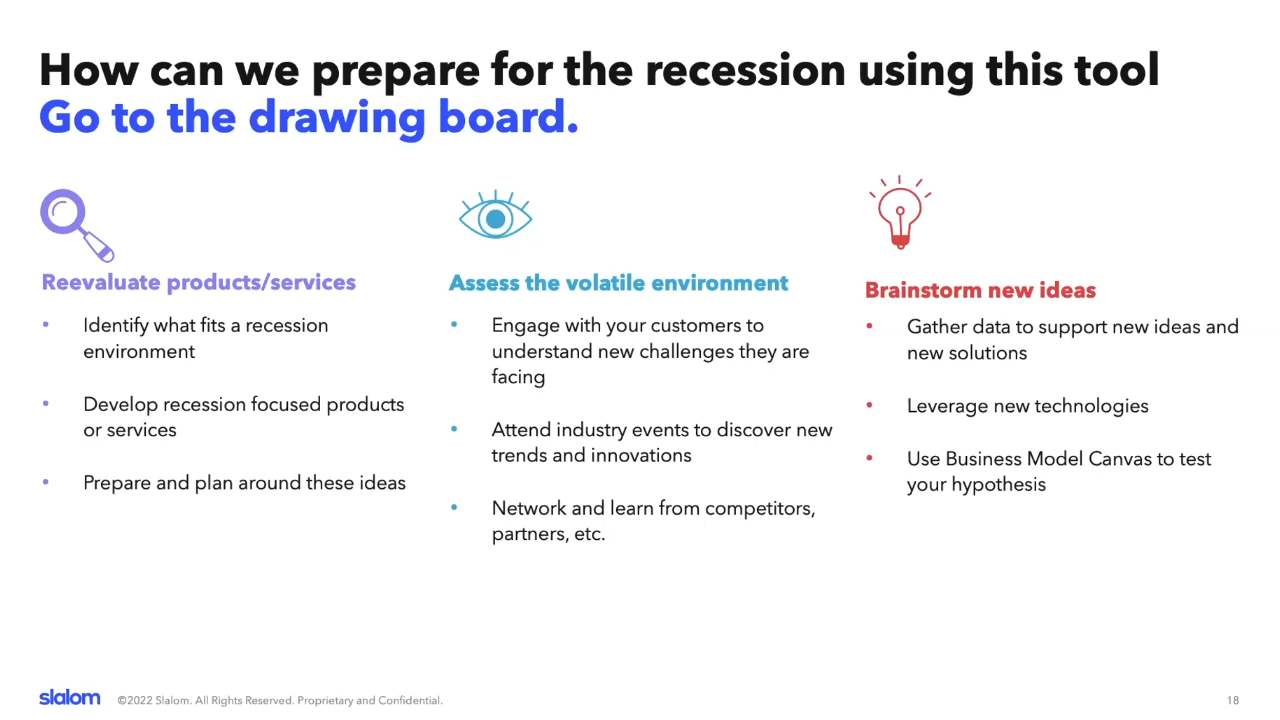 How can we prepare for the recession using this tool
Go to the drawing board.
Reevaluate products/services
• Identify what fits a recession
environment
• Develop recession focused products
or services
• Prepare and plan around these ideas
Assess the volatile environment
• Engage with your customers to
understand new challenges they are
facing
• Attend industry events to discover new
trends and innovations
• Network and learn from competitors,
partners, etc.
Brainstorm new ideas
• Gather data to support new ideas and
new solutions
• Leverage new technologies
• Use Business Model Canvas to test
your hypothesis
slalom ©2022 Slalom. All Rights Reserved. Proprietary and Confidential. 18